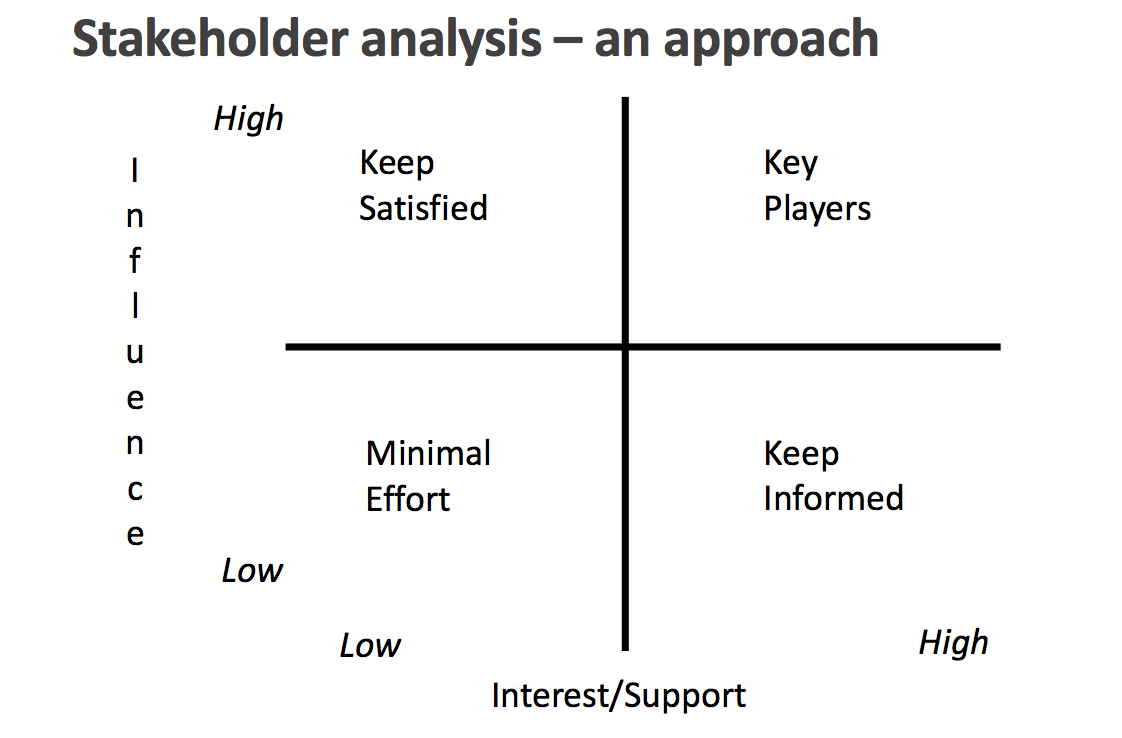 Stakeholder analysis – an approach
High
Influence
Keep
Satisfied
Key
Players
Minimal
Effort
Keep
Informed
Low
Low
High
Interest/Support